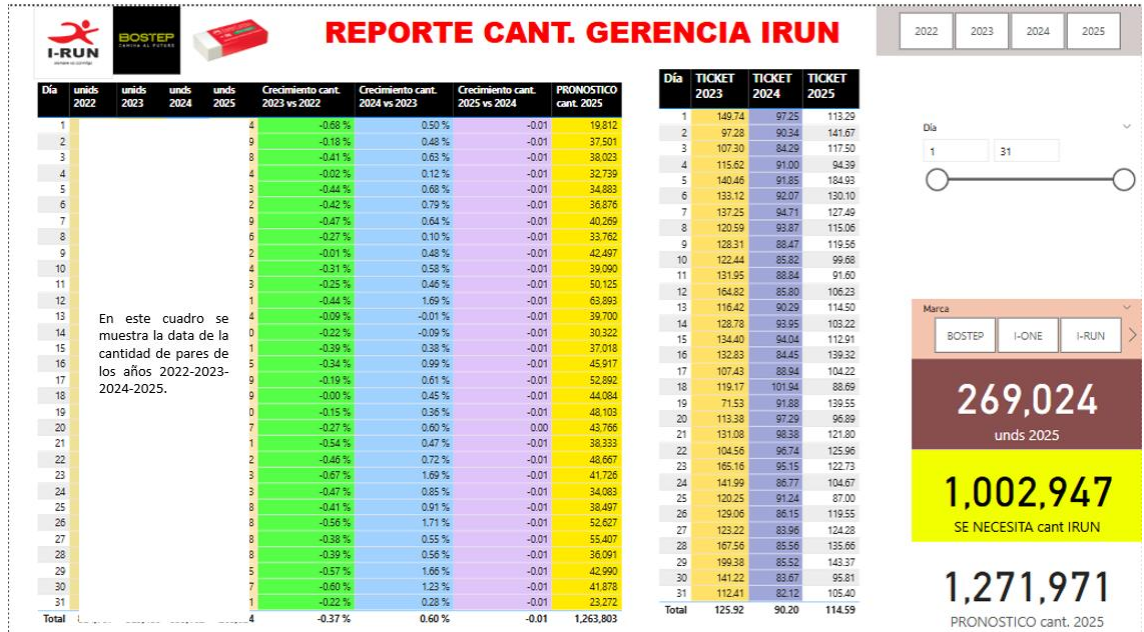 I-RUN
BOSTEP
CAMINA AL FUTURO
REPORTE CANT. GERENCIA IRUN
2022 2023 2024 2025
Día unids 2022 unids 2023 unids 2024 unds 2025 Crecimiento cant. 2023 vs 2022 Crecimiento cant. 2024 vs 2023 Crecimiento cant. 2025 vs 2024 PRONOSTICO cant. 2025
1 4 -0.68 % 0.50 % -0.01 19,812
2 9 -0.18 % 0.48 % -0.01 37,501
3 8 -0.41 % 0.63 % -0.01 38,023
4 -0.02 % 0.12 % -0.01 32,739
5 3 -0.44 % 0.68 % -0.01 34,883
6 2 -0.42 % 0.79 % -0.01 36,876
7 9 -0.47 % 0.64 % -0.01 40,269
8 6 -0.27 % 0.10 % -0.01 33,762
9 2 -0.01 % 0.48 % -0.01 42,497
10 4 -0.31 % 0.58 % -0.01 39,090
11 3 -0.25 % 0.46 % -0.01 50,125
12 1 -0.44 % 1.69 % -0.01 63,893
13 4 -0.09 % -0.01 % -0.01 39,700
14 0 -0.22 % -0.09 % -0.01 30,322
15 1 -0.39 % 0.38 % -0.01 37,018
16 5 -0.34 % 0.99 % -0.01 45,917
17 9 -0.19 % 0.61 % -0.01 52,892
18 9 -0.00 % 0.45 % -0.01 44,084
19 0 -0.15 % 0.36 % -0.01 48,103
20 7 -0.27 % 0.60 % 0.00 43,766
21 1 -0.54 % 0.47 % -0.01 38,333
22 2 -0.46 % 0.72 % -0.01 48,667
23 3 -0.67 % 1.69 % -0.01 41,726
24 3 -0.47 % 0.85 % -0.01 34,083
25 8 -0.41 % 0.91 % -0.01 38,497
26 8 -0.56 % 1.71 % -0.01 52,627
27 8 -0.38 % 0.55 % -0.01 55,407
28 8 -0.39 % 0.56 % -0.01 36,091
29 5 -0.57 % 1.66 % -0.01 42,990
30 7 -0.60 % 1.23 % -0.01 41,878
31 1 -0.22 % 0.28 % -0.01 23,272
Total 4 -0.37 % 0.60 % -0.01 1,263,803
En este cuadro se
muestra la data de la
cantidad de pares de
los años 2022-2023-
2024-2025.
Día TICKET 2023 TICKET 2024 TICKET 2025
1 149.74 97.25 113.29
2 97.28 90.34 141.67
3 107.30 84.29 117.50
4 115.62 91.00 94.39
5 140.46 91.85 184.93
6 133.12 92.07 130.10
7 137.25 94.71 127.49
8 120.59 93.87 115.06
9 128.31 88.47 119.56
10 122.44 85.82 99.68
11 131.95 88.84 91.60
12 164.82 85.80 106.23
13 116.42 90.29 114.50
14 128.78 93.95 103.22
15 134.40 94.04 112.91
16 132.83 84.45 139.32
17 107.43 88.94 104.22
18 119.17 101.94 88.69
19 71.53 91.88 139.55
20 113.38 97.29 96.89
21 131.08 98.38 121.80
22 104.56 96.74 125.96
23 165.16 95.15 122.73
24 141.99 86.77 104.67
25 120.25 91.24 87.00
26 129.06 86.15 119.55
27 123.22 83.96 124.28
28 167.56 85.56 135.66
29 199.38 85.52 143.37
30 141.22 83.67 95.81
31 112.41 82.12 105.40
Total 125.92 90.20 114.59
Día
1 31
Marca
BOSTEP I-ONE I-RUN
269,024
unds 2025
1,002,947
SE NECESITA cant IRUN
1,271,971
PRONOSTICO cant. 2025